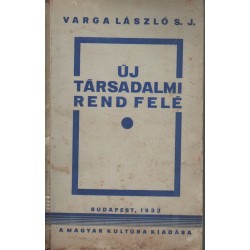 VARGA LÁSZLÓ S. J.
ÚJ
TÁRSADALMI
REND FELÉ
BUDAPEST, 1933
A MAGYAR KULTÚRA KIADÁSA